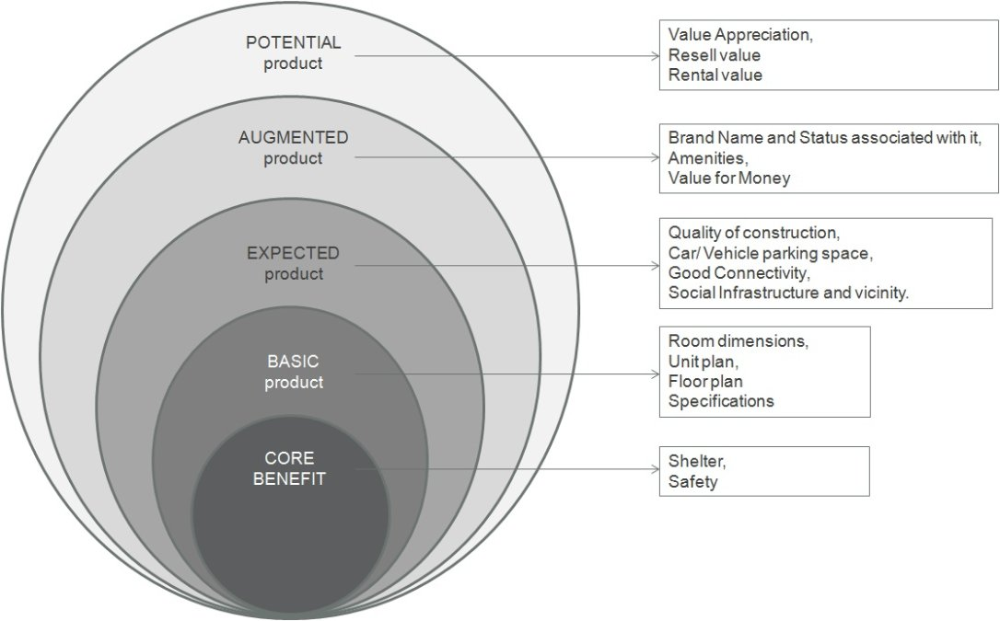 POTENTIAL
product
Value Appreciation,
Resell value
Rental value
AUGMENTED
product
Brand Name and Status associated with it,
Amenities,
Value for Money
EXPECTED
product
Quality of construction,
Car/ Vehicle parking space,
Good Connectivity,
Social Infrastructure and vicinity.
BASIC
product
Room dimensions,
Unit plan,
Floor plan
Specifications
CORE
BENEFIT
Shelter,
Safety